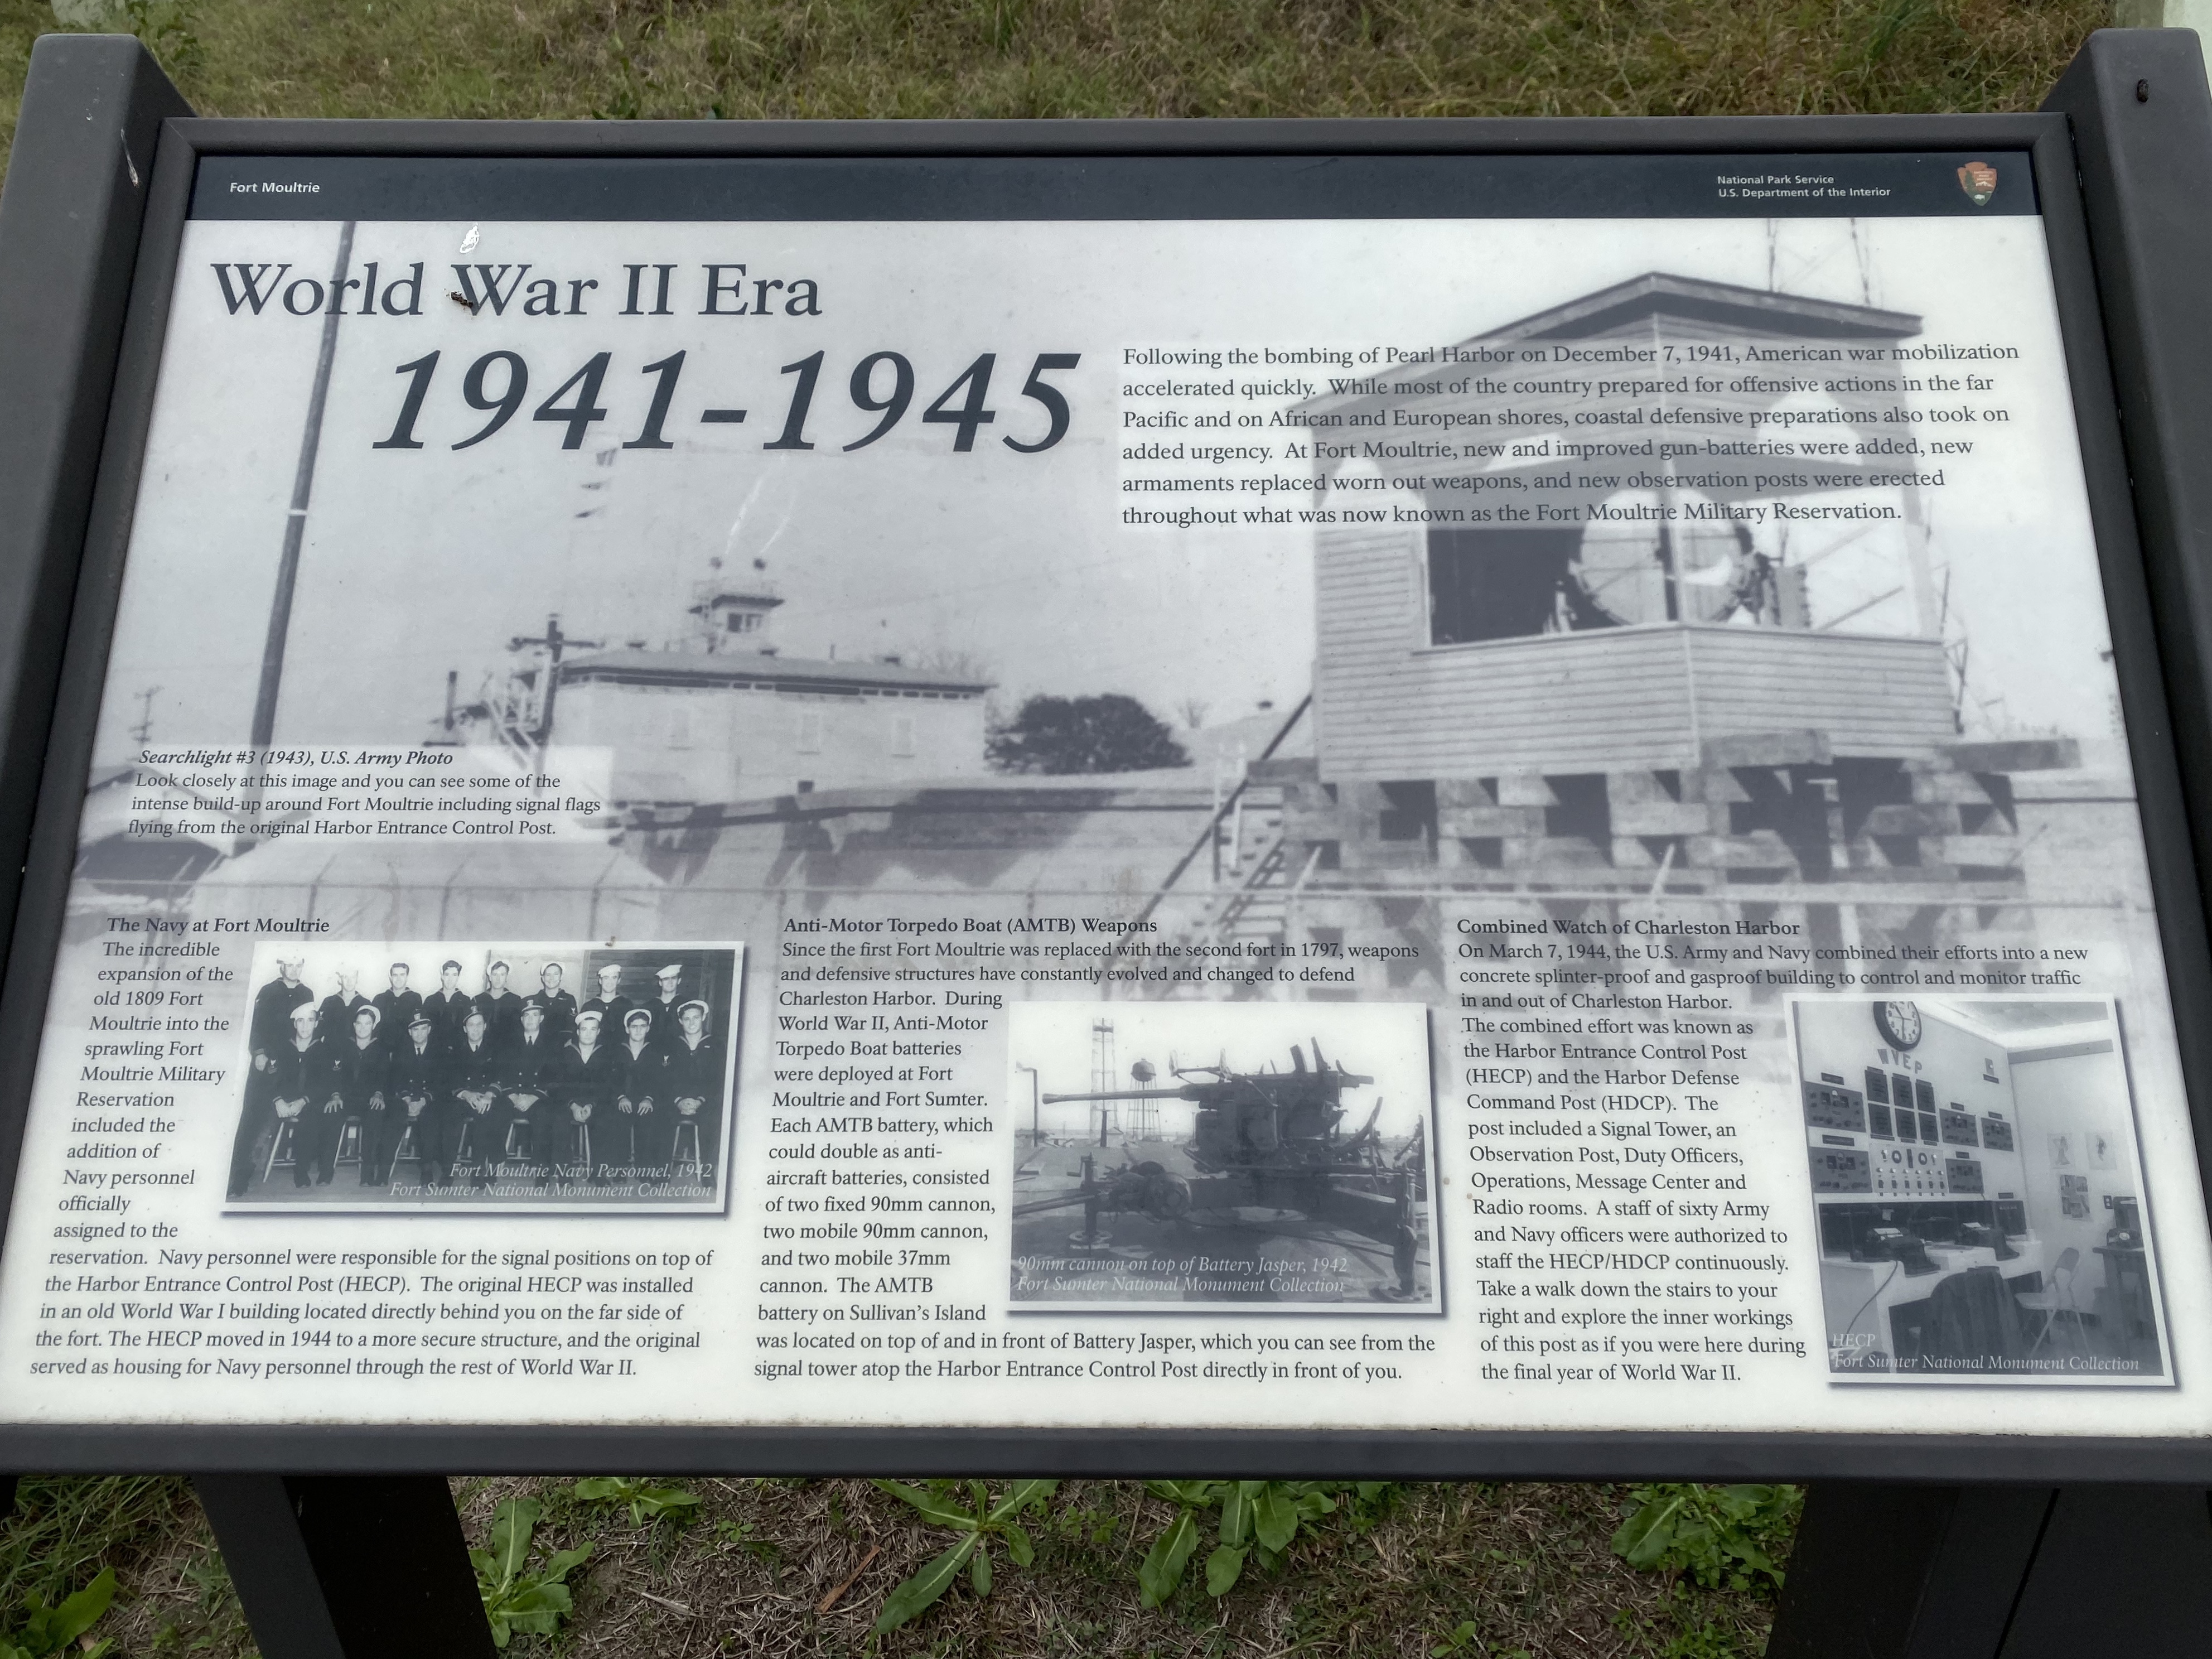 Fort Moultrie
National Park Service
U.S. Department of the Interior
World War II Era
1941-1945
Following the bombing of Pearl Harbor on December 7, 1941, American war mobilization
accelerated quickly. While most of the country prepared for offensive actions in the far
Pacific and on African and European shores, coastal defensive preparations also took on
added urgency. At Fort Moultrie, new and improved gun-batteries were added, new
armaments replaced worn out weapons, and new observation posts were erected
throughout what was now known as the Fort Moultrie Military Reservation.
Searchlight #3 (1943), U.S. Army Photo
Look closely at this image and you can see some of the
intense build-up around Fort Moultrie including signal flags
flying from the original Harbor Entrance Control Post.
The Navy at Fort Moultrie
The incredible
expansion of the
old 1809 Fort
Moultrie into the
sprawling Fort
Moultrie Military
Reservation
included the
addition of
Navy personnel
officially
assigned to the
reservation. Navy personnel were responsible for the signal positions on top of
the Harbor Entrance Control Post (HECP). The original HECP was installed
in an old World War I building located directly behind you on the far side of
the fort. The HECP moved in 1944 to a more secure structure, and the original
served as housing for Navy personnel through the rest of World War II.
Fort Moultrie Navy Personnel, 1942
Fort Sumter National Monument Collection
Anti-Motor Torpedo Boat (AMTB) Weapons
Since the first Fort Moultrie was replaced with the second fort in 1797, weapons
and defensive structures have constantly evolved and changed to defend
Charleston Harbor. During
World War II, Anti-Motor
Torpedo Boat batteries
were deployed at Fort
Moultrie and Fort Sumter.
Each AMTB battery, which
could double as anti-
aircraft batteries, consisted
of two fixed 90mm cannon,
two mobile 90mm cannon,
and two mobile 37mm
cannon. The AMTB
battery on Sullivan's Island
was located on top of and in front of Battery Jasper, which you can see from the
signal tower atop the Harbor Entrance Control Post directly in front of you.
90mm cannon on top of Battery Jasper, 1942
Fort Sumter National Monument Collection
Combined Watch of Charleston Harbor
On March 7, 1944, the U.S. Army and Navy combined their efforts into a new
concrete splinter-proof and gasproof building to control and monitor traffic
in and out of Charleston Harbor.
The combined effort was known as
the Harbor Entrance Control Post
(HECP) and the Harbor Defense
Command Post (HDCP). The
post included a Signal Tower, an
Observation Post, Duty Officers,
Operations, Message Center and
Radio rooms. A staff of sixty Army
and Navy officers were authorized to
staff the HECP/HDCP continuously.
Take a walk down the stairs to your
right and explore the inner workings
of this post as if you were here during
the final year of World War II.
WVEP
HECP
Fort Sumter National Monument Collection